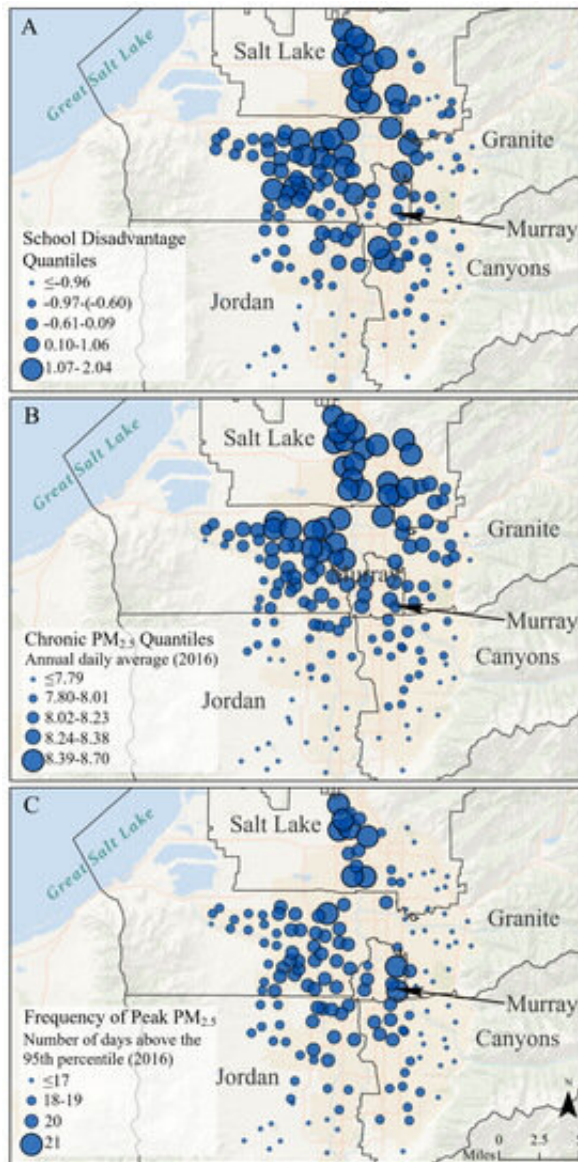 A
Salt Lake
Great Salt Lake
Granite
Murray
School Disadvantage
Quantiles
Canyons
≤-0.96
-0.97-(-0.60)
Jordan
-0.61-0.09
0.10-1.06
1.07- 2.04
B
Salt Lake
Great Salt Lake
Granite
Murray
Murray
Chronic PM2.5 Quantiles
Annual daily average (2016)
Canyons
≤7.79
7.80-8.01
Jordan
8.02-8.23
8.24-8.38
8.39-8.70
C
Salt Lake
Great Salt Lake
Granite
Murray
Frequency of Peak PM2.5
Number of days above the
95th percentile (2016)
Canyons
Jordan
≤17
18-19
20
21
N
0 2.5 5
Miles